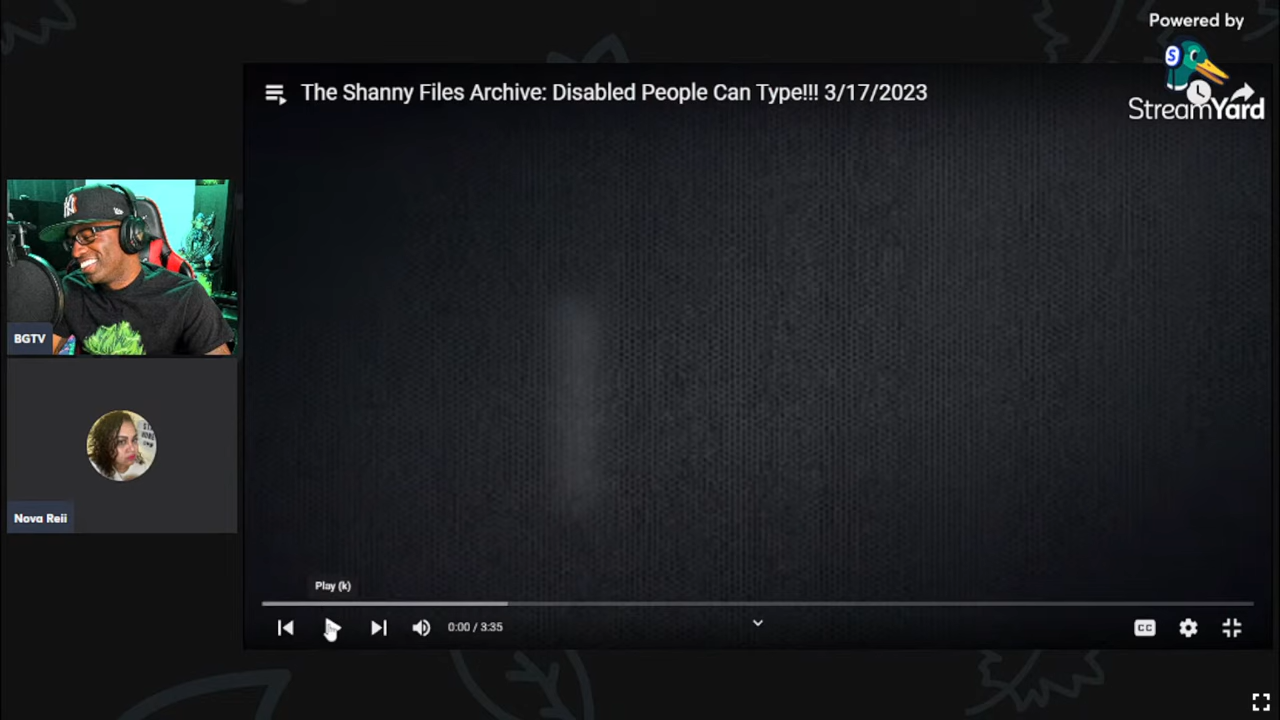 Powered by
S
StreamYard
The Shanny Files Archive: Disabled People Can Type!!! 3/17/2023
BGTV
Nova Reii
Play (k)
0:00 / 3:35
CC